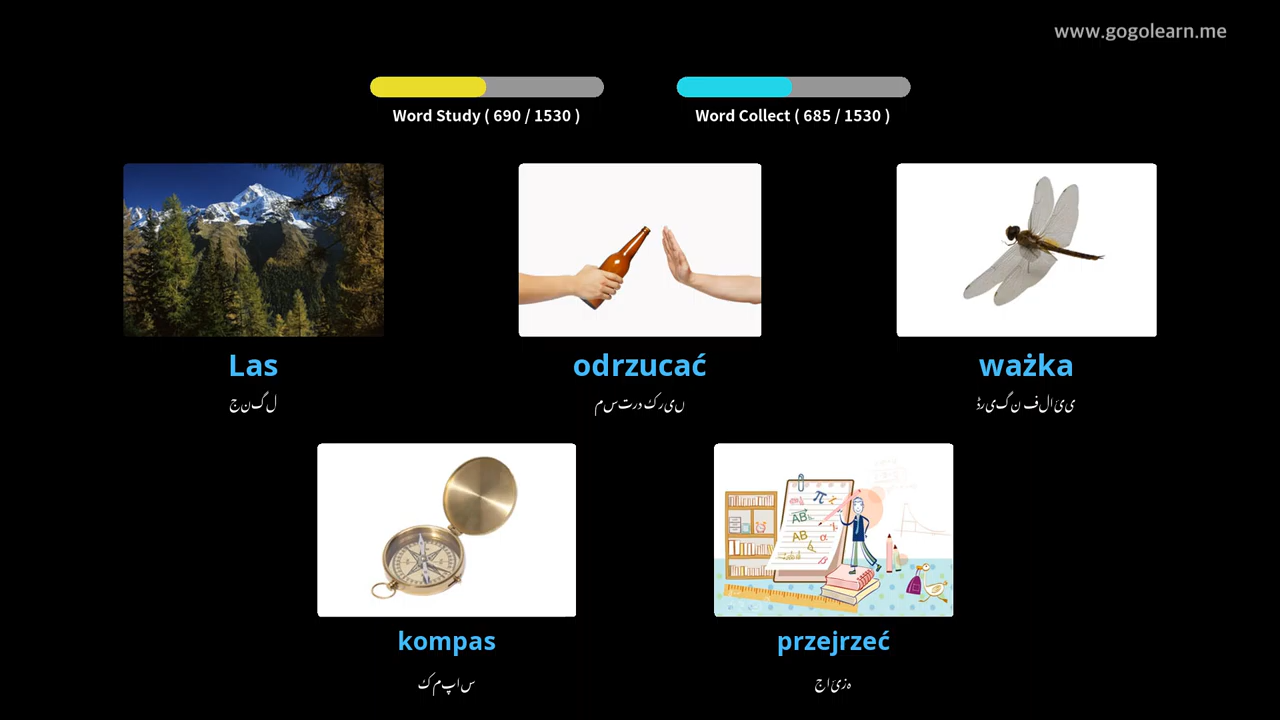 www.gogolearn.me
Word Study ( 690 / 1530 )
Word Collect ( 685 / 1530 )
Las
جنگل
odrzucać
مسترد کریں
ważka
ڈریگن فلائی
kompas
کمپاس
przejrzeć
جائزہ